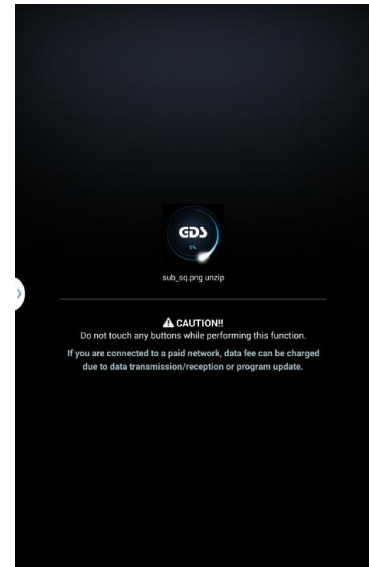 GDS
0%
sub_sq.png unzip
CAUTION!!
Do not touch any buttons while performing this function.
If you are connected to a paid network, data fee can be charged
due to data transmission/reception or program update.